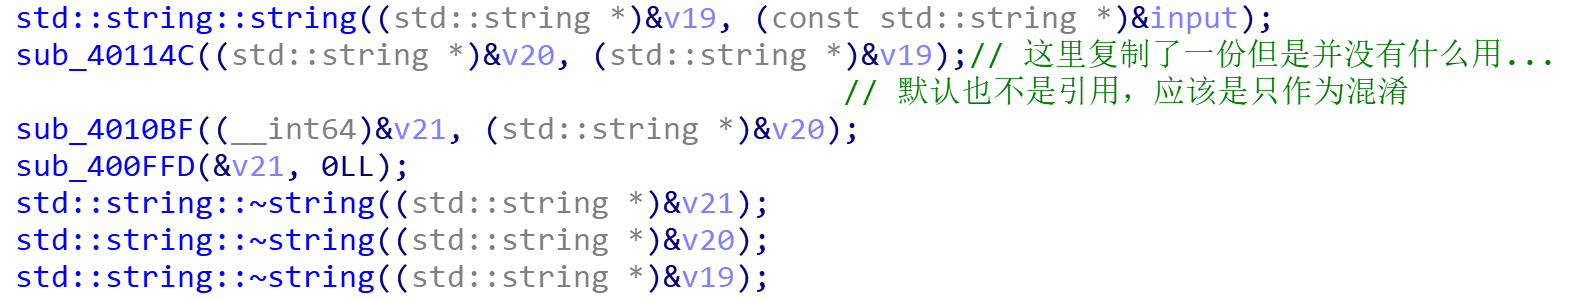 std::string::string((std::string *)&v19, (const std::string *)&input);
sub_40114C((std::string *)&v20, (std::string *)&v19);// 这里复制了一份但是并没有什么用...
// 默认也不是引用，应该是只作为混淆
sub_4010BF((__int64)&v21, (std::string *)&v20);
sub_400FFD(&v21, 0LL);
std::string::~string((std::string *)&v21);
std::string::~string((std::string *)&v20);
std::string::~string((std::string *)&v19);